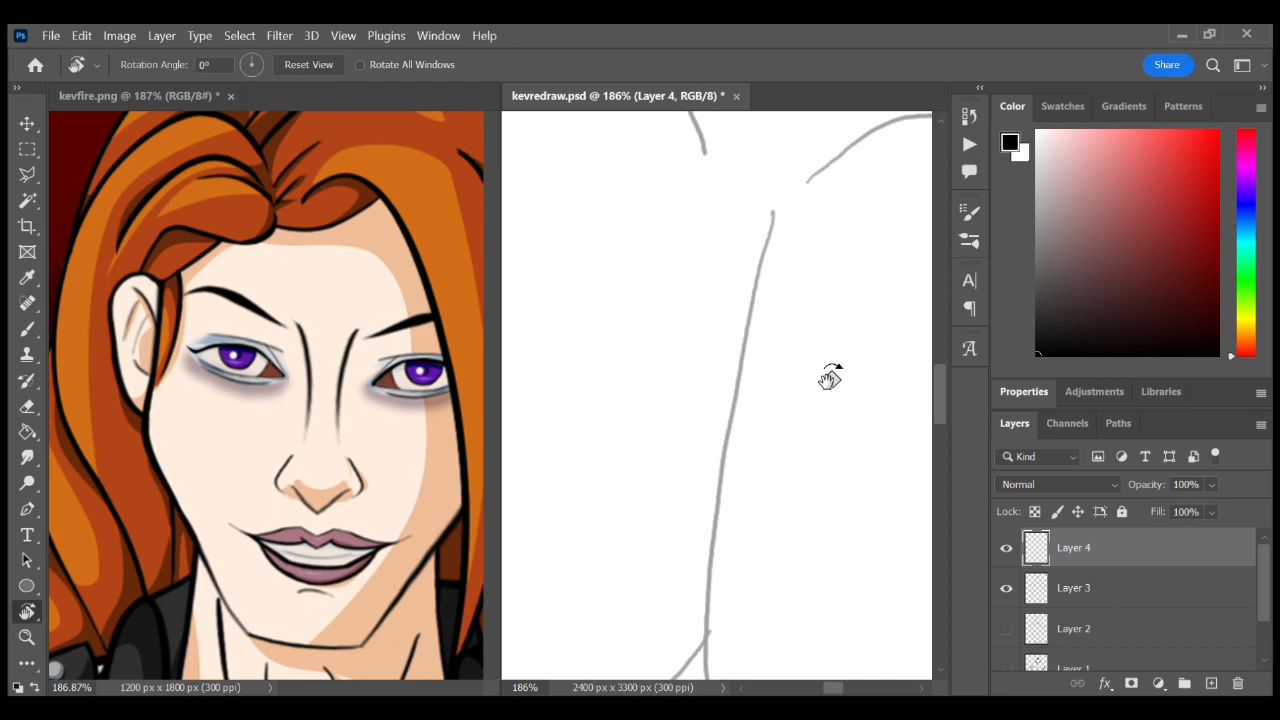 Ps File Edit Image Layer Type Select Filter 3D View Plugins Window Help
Rotation Angle: 0° Reset View Rotate All Windows Share
kevfire.png @ 187% (RGB/8#) * × kevredraw.psd @ 186% (Layer 4, RGB/8) * ×
Color Swatches Gradients Patterns
Properties Adjustments Libraries
Layers Channels Paths
Kind
Normal Opacity: 100%
Lock: Fill: 100%
Layer 4
Layer 3
Layer 2
Layer 1
186.87% 1200 px x 1800 px (300 ppi) 186% 2400 px x 3300 px (300 ppi)